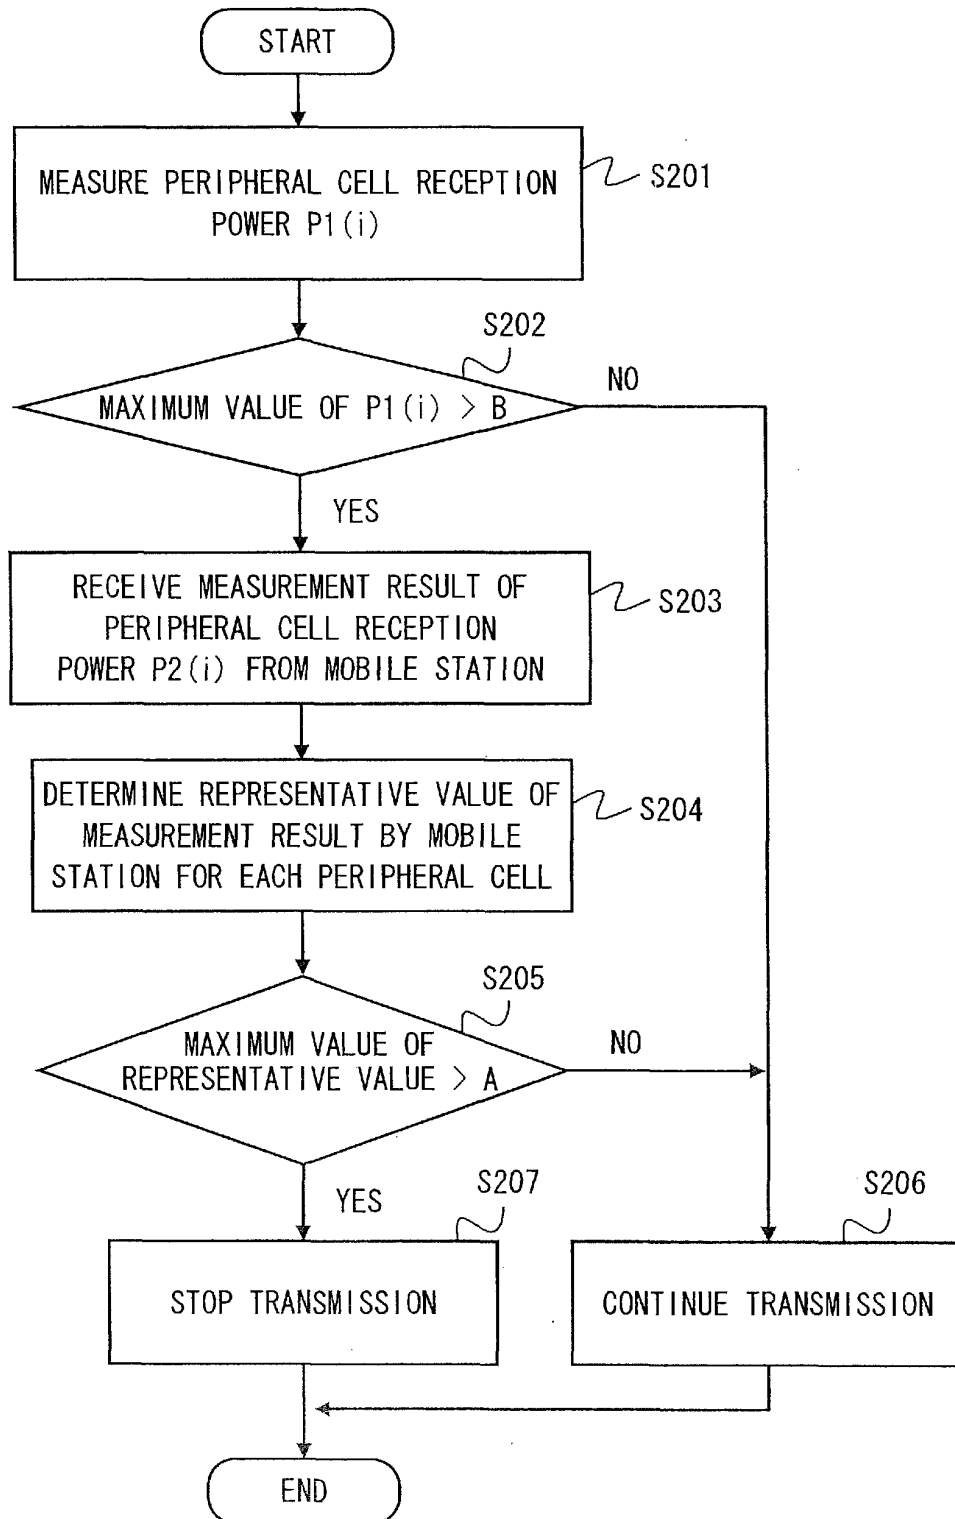 START
MEASURE PERIPHERAL CELL RECEPTION
POWER P1(i)
S201
S202
MAXIMUM VALUE OF P1(i) > B
NO
YES
RECEIVE MEASUREMENT RESULT OF
PERIPHERAL CELL RECEPTION
POWER P2(i) FROM MOBILE STATION
S203
DETERMINE REPRESENTATIVE VALUE OF
MEASUREMENT RESULT BY MOBILE
STATION FOR EACH PERIPHERAL CELL
S204
S205
MAXIMUM VALUE OF
REPRESENTATIVE VALUE > A
NO
YES
S207
STOP TRANSMISSION
S206
CONTINUE TRANSMISSION
END